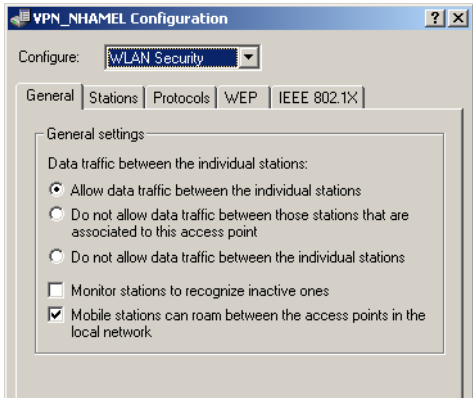 VPN_NHAMEL Configuration
Configure: WLAN Security
General Stations Protocols WEP IEEE 802.1X
General settings
Data traffic between the individual stations:
Allow data traffic between the individual stations
Do not allow data traffic between those stations that are
associated to this access point
Do not allow data traffic between the individual stations
Monitor stations to recognize inactive ones
Mobile stations can roam between the access points in the
local network